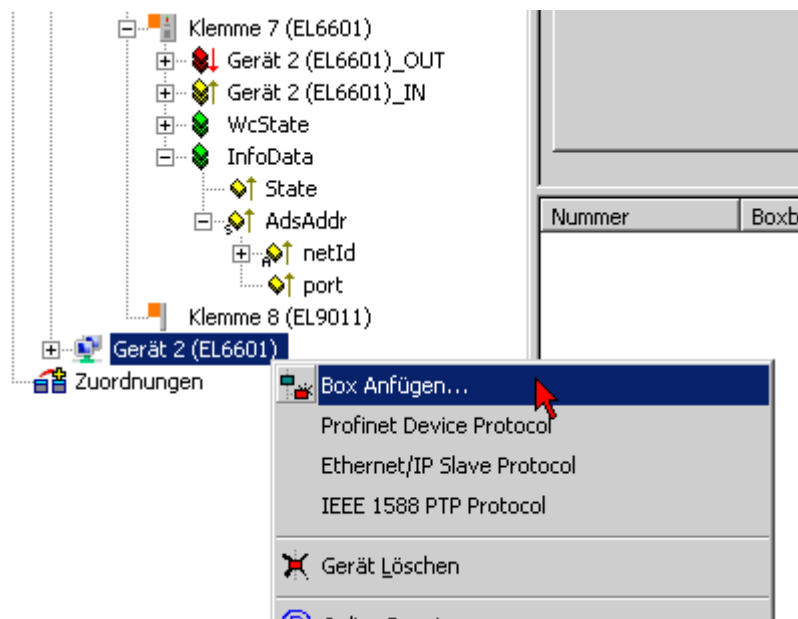 Klemme 7 (EL6601)
Gerät 2 (EL6601)_OUT
Gerät 2 (EL6601)_IN
WcState
InfoData
State
AdsAddr
netId
port
Klemme 8 (EL9011)
Gerät 2 (EL6601)
Zuordnungen
Nummer
Box Anfügen...
Profinet Device Protocol
Ethernet/IP Slave Protocol
IEEE 1588 PTP Protocol
Gerät Löschen